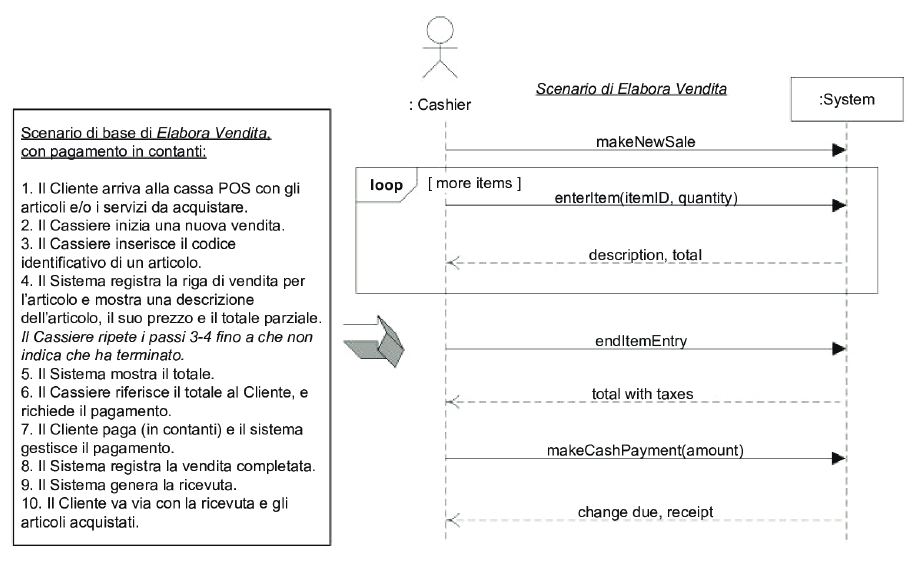 Scenario di base di Elabora Vendita,
con pagamento in contanti:
1. Il Cliente arriva alla cassa POS con gli
articoli e/o i servizi da acquistare.
2. Il Cassiere inizia una nuova vendita.
3. Il Cassiere inserisce il codice
identificativo di un articolo.
4. Il Sistema registra la riga di vendita per
l'articolo e mostra una descrizione
dell'articolo, il suo prezzo e il totale parziale.
Il Cassiere ripete i passi 3-4 fino a che non
indica che ha terminato.
5. Il Sistema mostra il totale.
6. Il Cassiere riferisce il totale al Cliente, e
richiede il pagamento.
7. Il Cliente paga (in contanti) e il sistema
gestisce il pagamento.
8. Il Sistema registra la vendita completata.
9. Il Sistema genera la ricevuta.
10. Il Cliente va via con la ricevuta e gli
articoli acquistati.
Scenario di Elabora Vendita
: Cashier
:System
makeNewSale
loop
[ more items ]
enterItem(itemID, quantity)
description, total
endItemEntry
total with taxes
makeCashPayment(amount)
change due, receipt